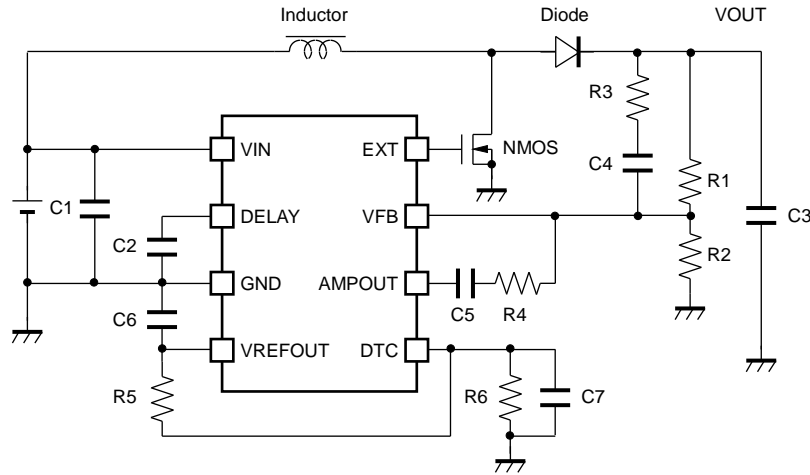 Inductor
Diode
VOUT
R3
VIN
EXT
NMOS
C4
R1
C1
DELAY
VFB
C3
C2
R2
GND
AMPOUT
C5
R4
C6
VREFOUT
DTC
R5
R6
C7